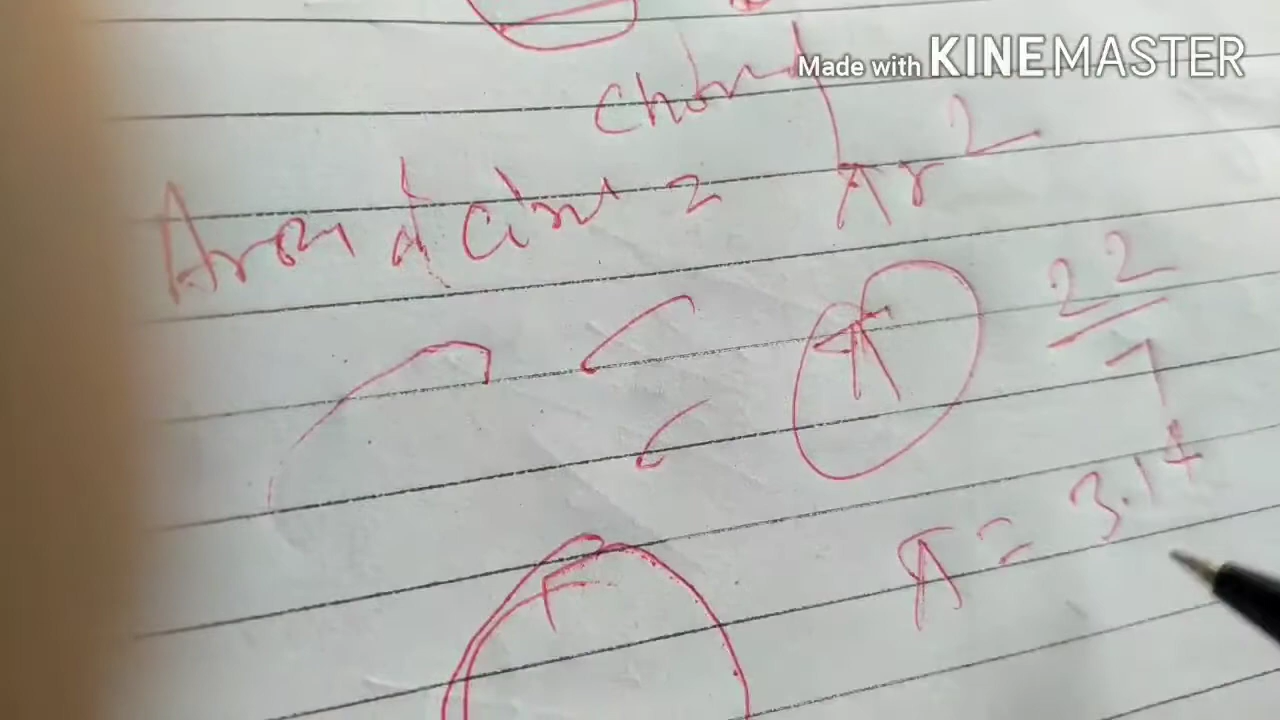 Made with KINEMASTER
chord
Area of circle = πr²
π 22/7
π = 3.14